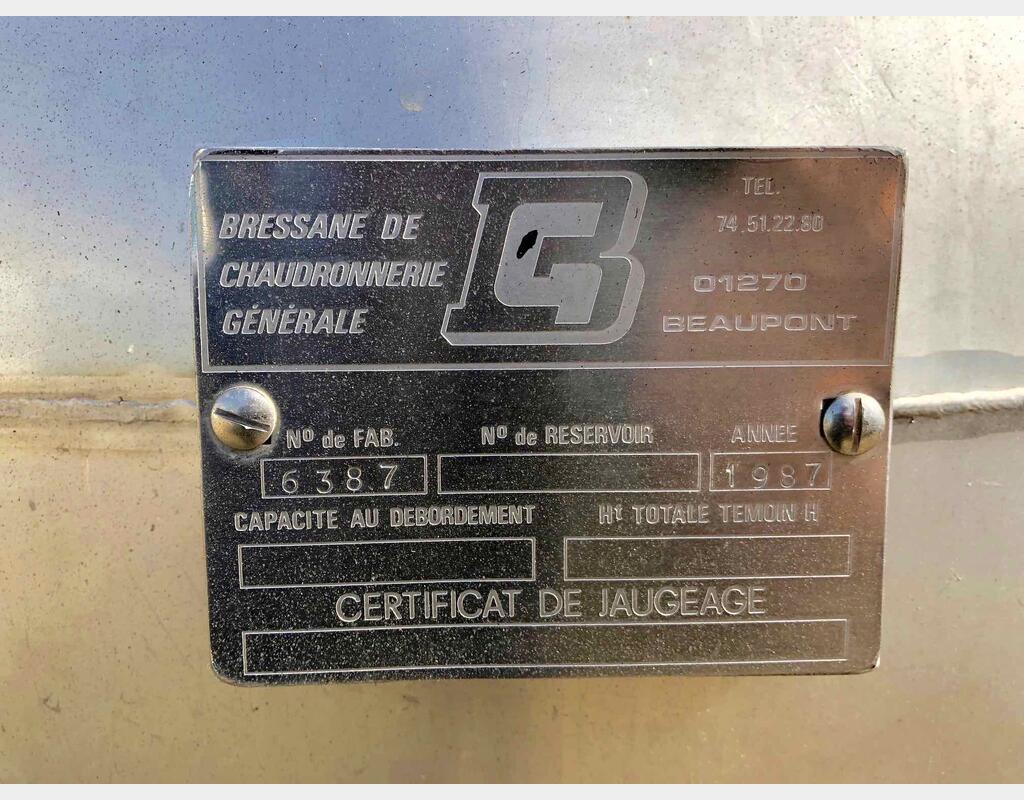 BRESSANE DE
CHAUDRONNERIE
GÉNÉRALE
BCG
TEL.
74.51.22.80
01270
BEAUPONT
Nº de FAB.
Nº de RESERVOIR
ANNEE
6387
1987
CAPACITE AU DEBORDEMENT
Ht TOTALE TEMOIN H
CERTIFICAT DE JAUGEAGE